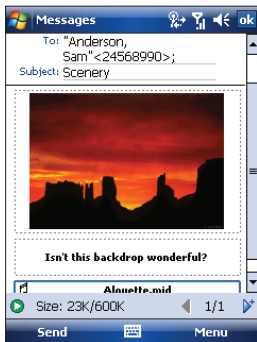 Messages
ok
To: "Anderson,
Sam"<24568990>;
Subject: Scenery
Isn't this backdrop wonderful?
Alouette.mid
Size: 23K/600K
1/1
Send
Menu